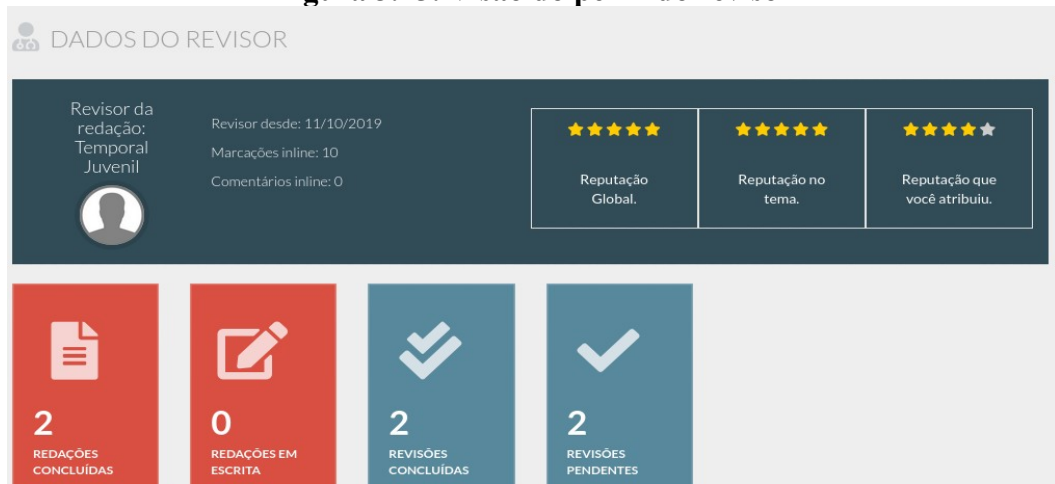 DADOS DO REVISOR
Revisor da
redação:
Temporal
Juvenil
Revisor desde: 11/10/2019
Marcações inline: 10
Comentários inline: 0
Reputação
Global.
Reputação no
tema.
Reputação que
você atribuiu.
2
REDAÇÕES
CONCLUÍDAS
0
REDAÇÕES EM
ESCRITA
2
REVISÕES
CONCLUÍDAS
2
REVISÕES
PENDENTES